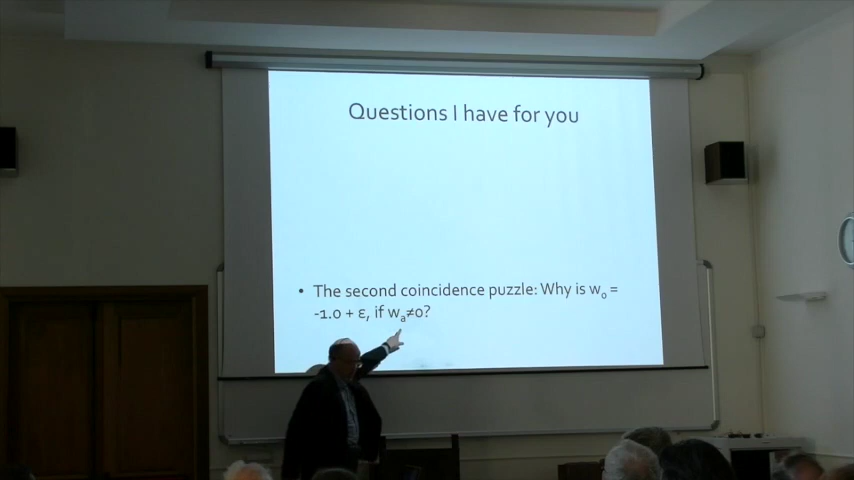 Questions I have for you
• The second coincidence puzzle: Why is w₀ =
-1.0 + ε, if wₐ≠0?